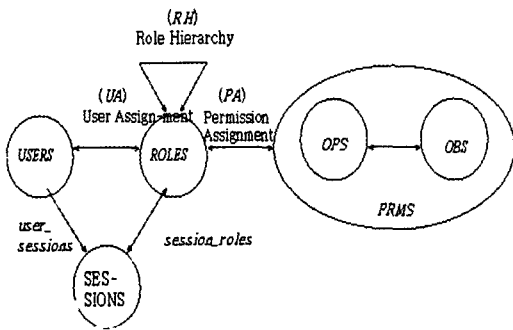 (RH)
Role Hierarchy
(UA)
User Assign-ment
(PA)
Permission
Assignment
USERS
ROLES
OPS
OBS
PRMS
user_
sessions
session_roles
SES-
SIONS